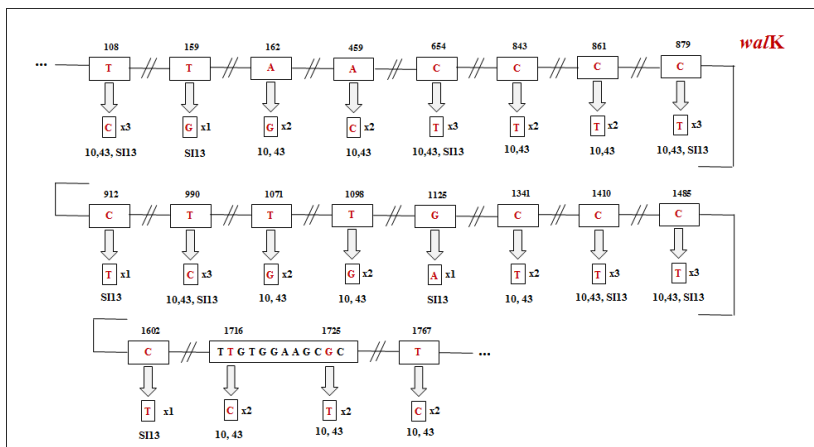 108 159 162 459 654 843 861 879 walK
... T // T // A // A // C // C // C // C
C x3 G x1 G x2 C x2 T x3 T x2 T x2 T x3
10,43, SI13 SI13 10, 43 10,43 10,43, SI13 10,43 10,43 10,43, SI13
912 990 1071 1098 1125 1341 1410 1485
C // T // T // T // G // C // C // C
T x1 C x3 G x2 G x2 A x1 T x2 T x3 T x3
SI13 10,43, SI13 10, 43 10, 43 SI13 10, 43 10,43, SI13 10,43, SI13
1602 1716 1725 1767
C // T T G T G G A A G C G C // T ...
T x1 C x2 T x2 C x2
SI13 10, 43 10, 43 10, 43